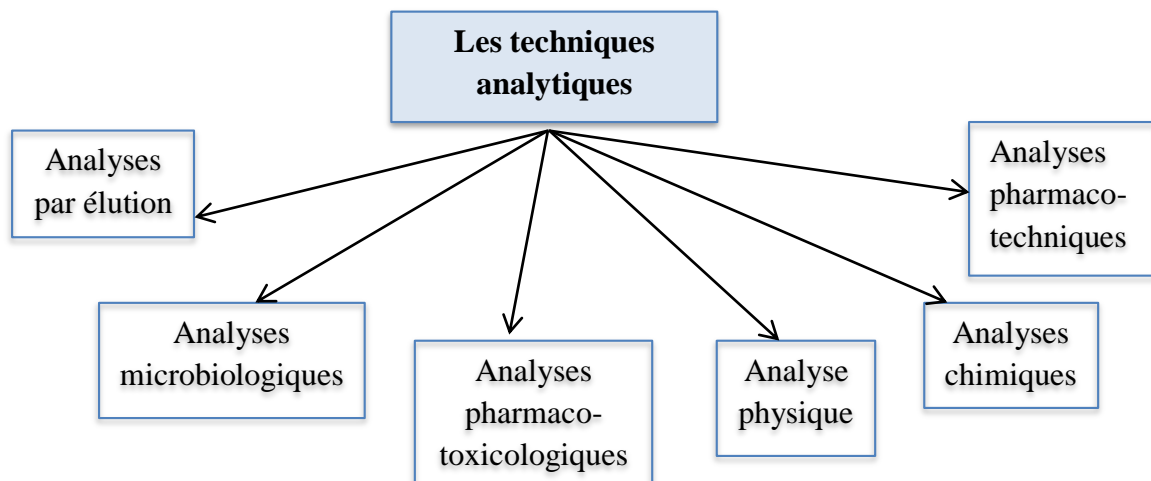 Les techniques
analytiques
Analyses
par élution
Analyses
pharmaco-
techniques
Analyses
microbiologiques
Analyses
pharmaco-
toxicologiques
Analyse
physique
Analyses
chimiques